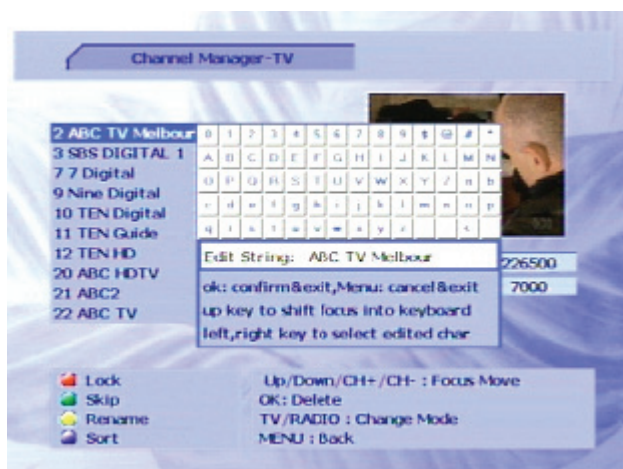 Channel Manager-TV
2 ABC TV Melbour
3 SBS DIGITAL 1
7 7 Digital
9 Nine Digital
10 TEN Digital
11 TEN Guide
12 TEN HD
20 ABC HDTV
21 ABC2
22 ABC TV
0 1 2 3 4 5 6 7 8 9 $ @ # *
A B C D E F G H I J K L M N
O P Q R S T U V W X Y Z a b
c d e f g h i j k l m n o p
q r s t u v w x y z <
Edit String: ABC TV Melbour
ok: confirm&exit,Menu: cancel&exit
up key to shift focus into keyboard
left,right key to select edited char
226500
7000
Lock
Skip
Rename
Sort
Up/Down/CH+/CH- : Focus Move
OK: Delete
TV/RADIO : Change Mode
MENU : Back